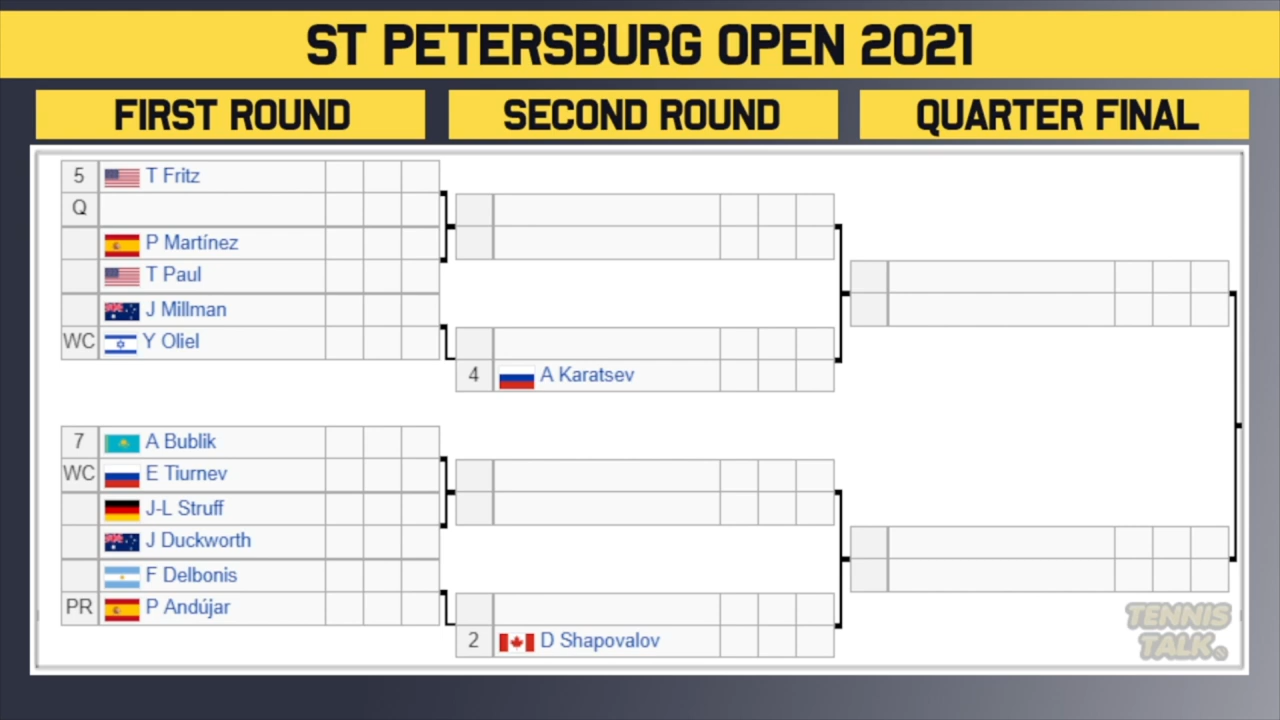 ST PETERSBURG OPEN 2021
FIRST ROUND
SECOND ROUND
QUARTER FINAL
5 T Fritz
Q
P Martínez
T Paul
J Millman
WC Y Oliel
4 A Karatsev
7 A Bublik
WC E Tiurnev
J-L Struff
J Duckworth
F Delbonis
PR P Andújar
2 D Shapovalov
TENNIS
TALK